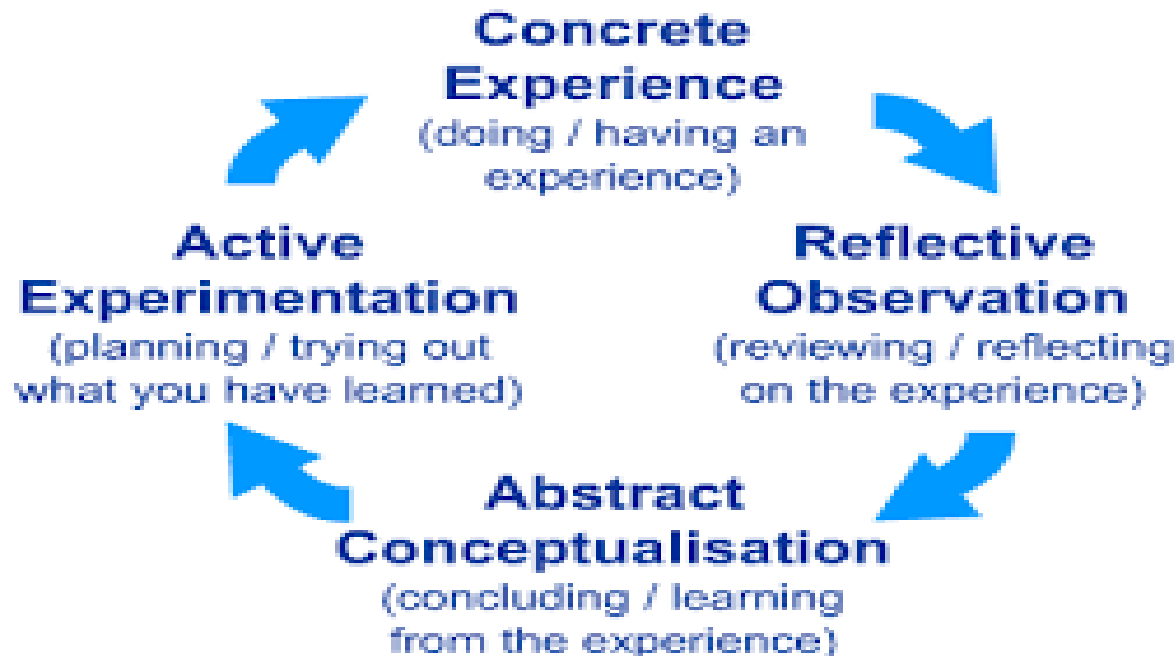 Concrete
Experience
(doing / having an
experience)
Reflective
Observation
(reviewing / reflecting
on the experience)
Abstract
Conceptualisation
(concluding / learning
from the experience)
Active
Experimentation
(planning / trying out
what you have learned)